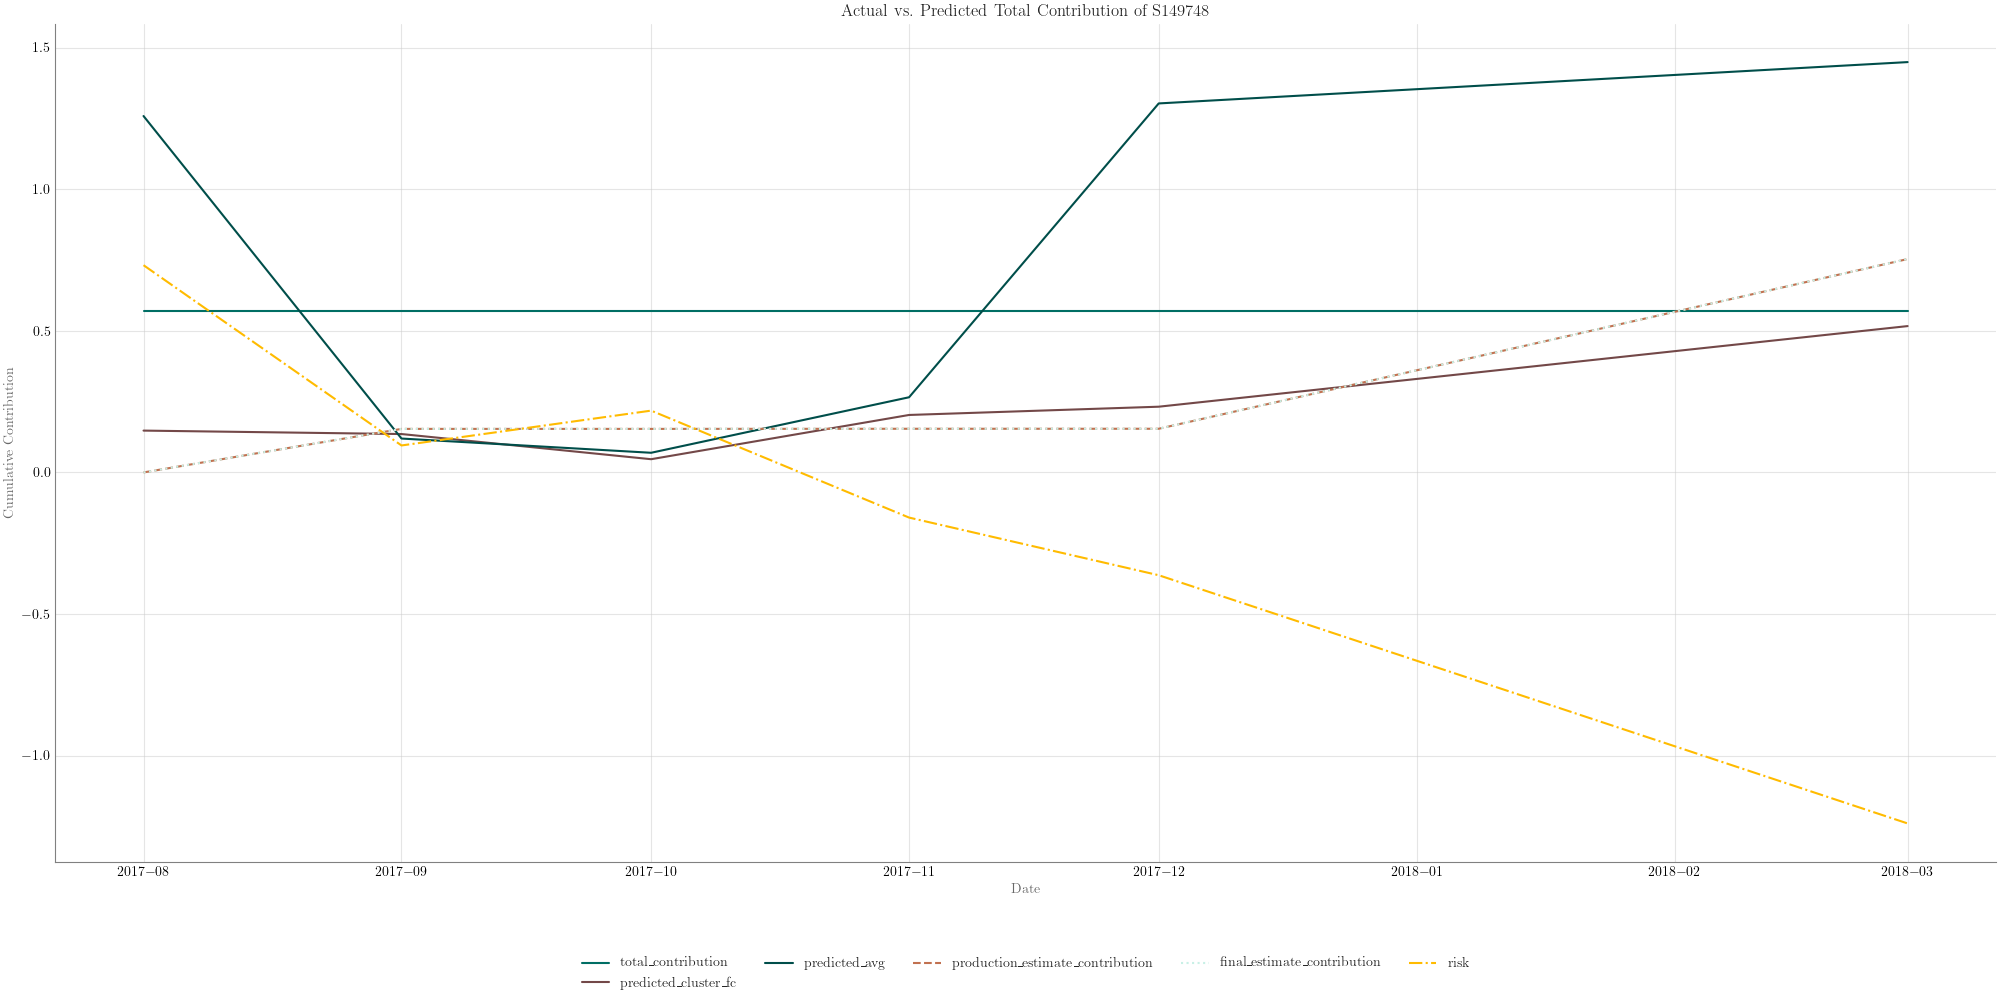 Actual vs. Predicted Total Contribution of S149748
Cumulative Contribution
1.5
1.0
0.5
0.0
−0.5
−1.0
2017−08 2017−09 2017−10 2017−11 2017−12 2018−01 2018−02 2018−03
Date
total_contribution predicted_avg production_estimate_contribution final_estimate_contribution risk
predicted_cluster_fc